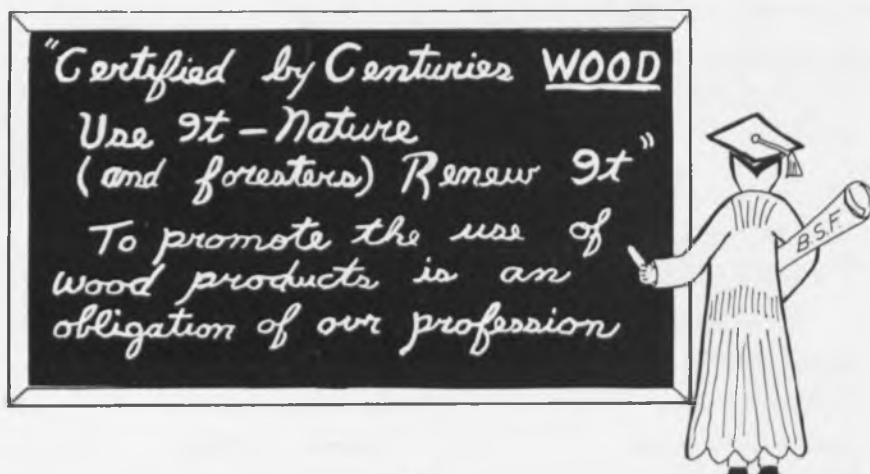 "Certified by Centuries WOOD
Use It – Nature
(and foresters) Renew It"
To promote the use of
wood products is an
obligation of our profession
B.S.F.